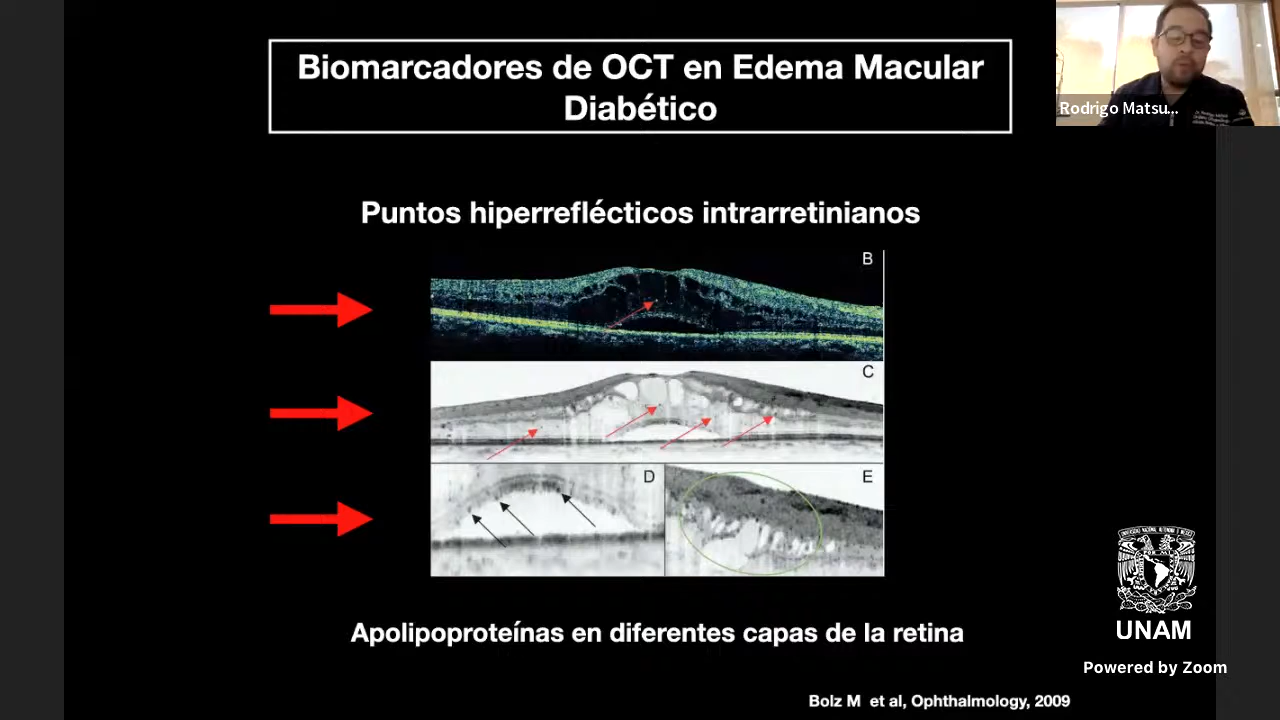 Biomarcadores de OCT en Edema Macular
Diabético
Rodrigo Matsu...
Puntos hiperreflécticos intrarretinianos
B
C
D
E
Apolipoproteínas en diferentes capas de la retina
UNAM
Powered by Zoom
Bolz M et al, Ophthalmology, 2009